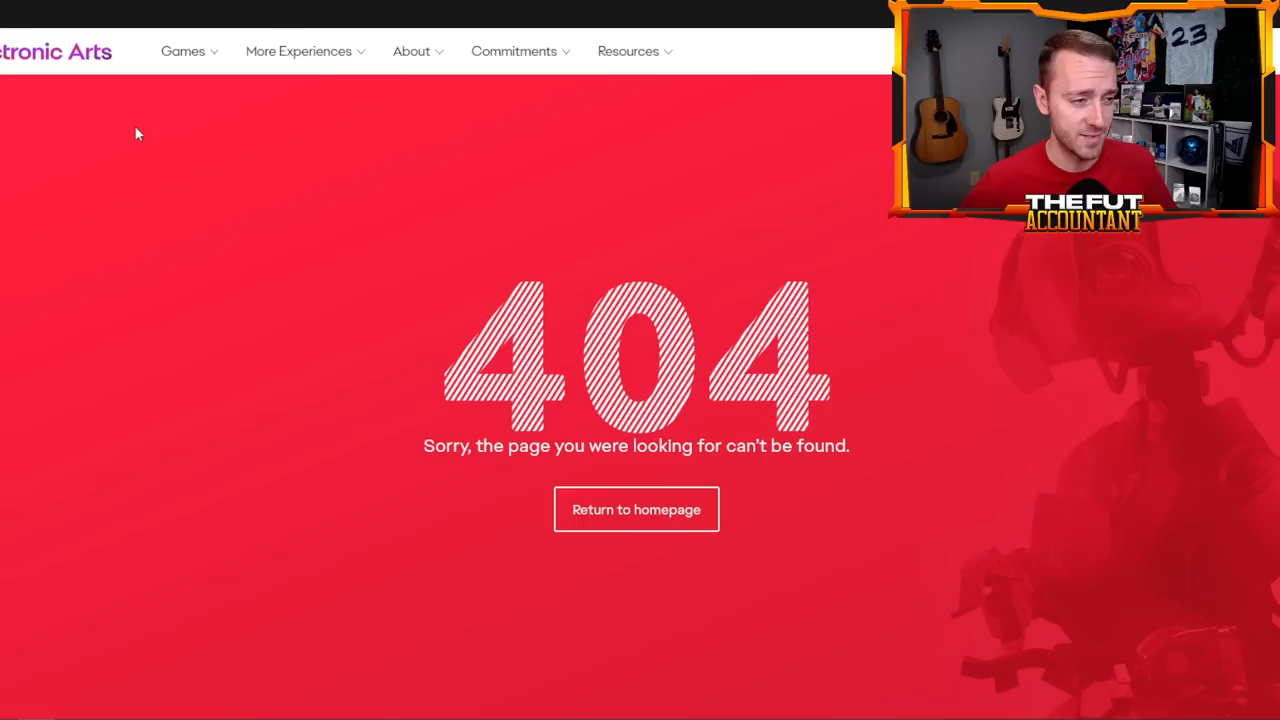 ctronic Arts
Games
More Experiences
About
Commitments
Resources
23
THE FUT
ACCOUNTANT
404
Sorry, the page you were looking for can't be found.
Return to homepage